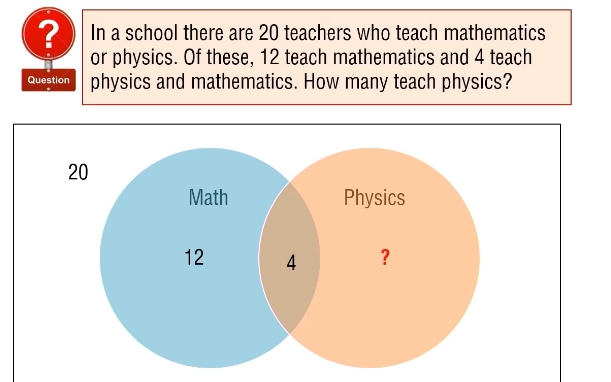 ?
Question
In a school there are 20 teachers who teach mathematics
or physics. Of these, 12 teach mathematics and 4 teach
physics and mathematics. How many teach physics?
20
Math
Physics
12
4
?